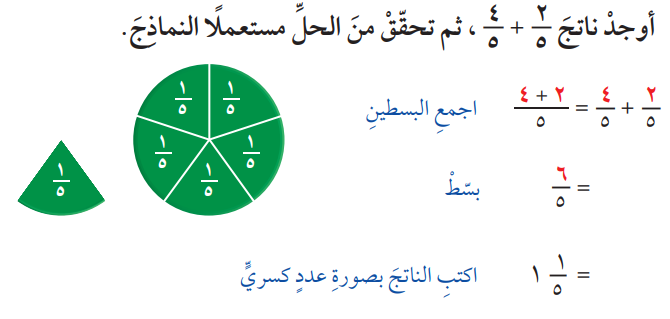 أوجدْ ناتجَ ٢/٥ + ٤/٥ ، ثم تحقّقْ منَ الحلِّ مستعملًا النماذجَ.
٢/٥ + ٤/٥ = (٢ + ٤)/٥ اجمعِ البسطينِ
= ٦/٥ بسّطْ
= ١ ١/٥ اكتبِ الناتجَ بصورةِ عددٍ كسريٍّ
١/٥ ١/٥
١/٥ ١/٥ ١/٥
١/٥